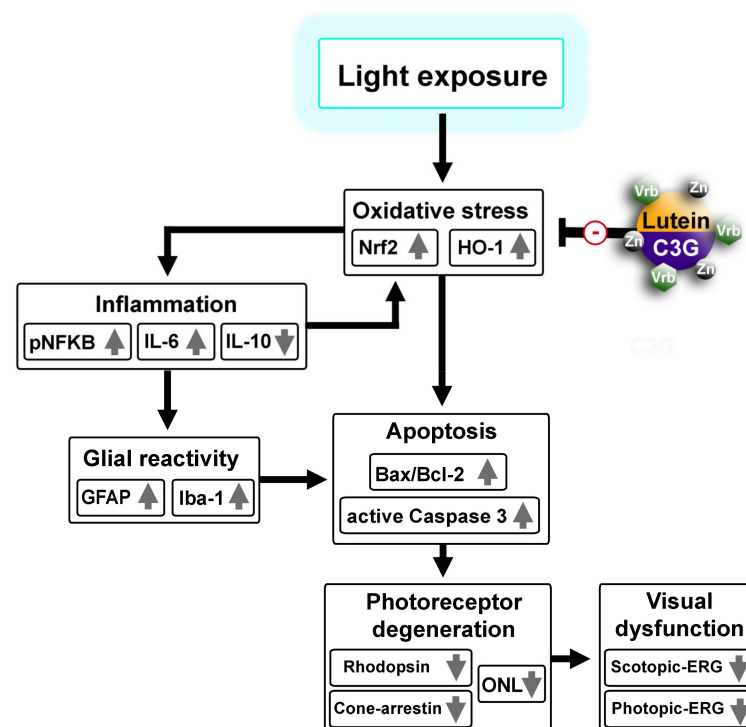 Light exposure
Oxidative stress
Nrf2
HO-1
Vrb
Zn
Lutein
Vrb
Zn
C3G
Vrb
Zn
-
C3G
Inflammation
pNFKB
IL-6
IL-10
Glial reactivity
GFAP
Iba-1
Apoptosis
Bax/Bcl-2
active Caspase 3
Photoreceptor
degeneration
Rhodopsin
Cone-arrestin
ONL
Visual
dysfunction
Scotopic-ERG
Photopic-ERG